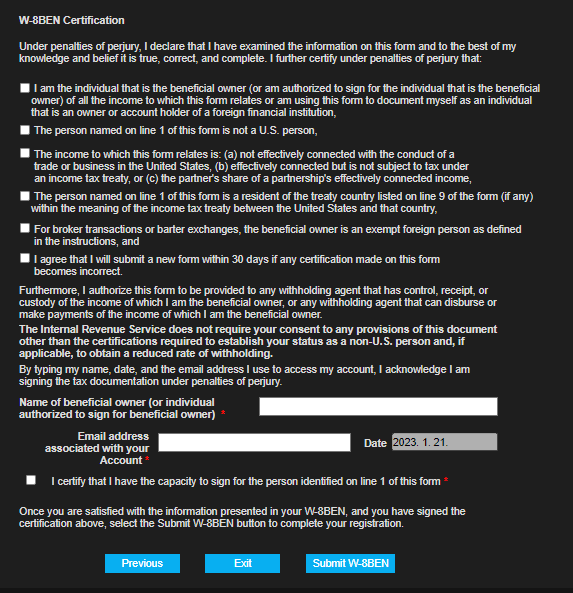 W-8BEN Certification
Under penalties of perjury, I declare that I have examined the information on this form and to the best of my
knowledge and belief it is true, correct, and complete. I further certify under penalties of perjury that:
I am the individual that is the beneficial owner (or am authorized to sign for the individual that is the beneficial
owner) of all the income to which this form relates or am using this form to document myself as an individual
that is an owner or account holder of a foreign financial institution,
The person named on line 1 of this form is not a U.S. person,
The income to which this form relates is: (a) not effectively connected with the conduct of a
trade or business in the United States, (b) effectively connected but is not subject to tax under
an income tax treaty, or (c) the partner's share of a partnership's effectively connected income,
The person named on line 1 of this form is a resident of the treaty country listed on line 9 of the form (if any)
within the meaning of the income tax treaty between the United States and that country,
For broker transactions or barter exchanges, the beneficial owner is an exempt foreign person as defined
in the instructions, and
I agree that I will submit a new form within 30 days if any certification made on this form
becomes incorrect.
Furthermore, I authorize this form to be provided to any withholding agent that has control, receipt, or
custody of the income of which I am the beneficial owner, or any withholding agent that can disburse or
make payments of the income of which I am the beneficial owner.
The Internal Revenue Service does not require your consent to any provisions of this document
other than the certifications required to establish your status as a non-U.S. person and, if
applicable, to obtain a reduced rate of withholding.
By typing my name, date, and the email address I use to access my account, I acknowledge I am
signing the tax documentation under penalties of perjury.
Name of beneficial owner (or individual
authorized to sign for beneficial owner) *
Email address
associated with your
Account *
Date 2023. 1. 21.
I certify that I have the capacity to sign for the person identified on line 1 of this form *
Once you are satisfied with the information presented in your W-8BEN, and you have signed the
certification above, select the Submit W-8BEN button to complete your registration.
Previous Exit Submit W-8BEN